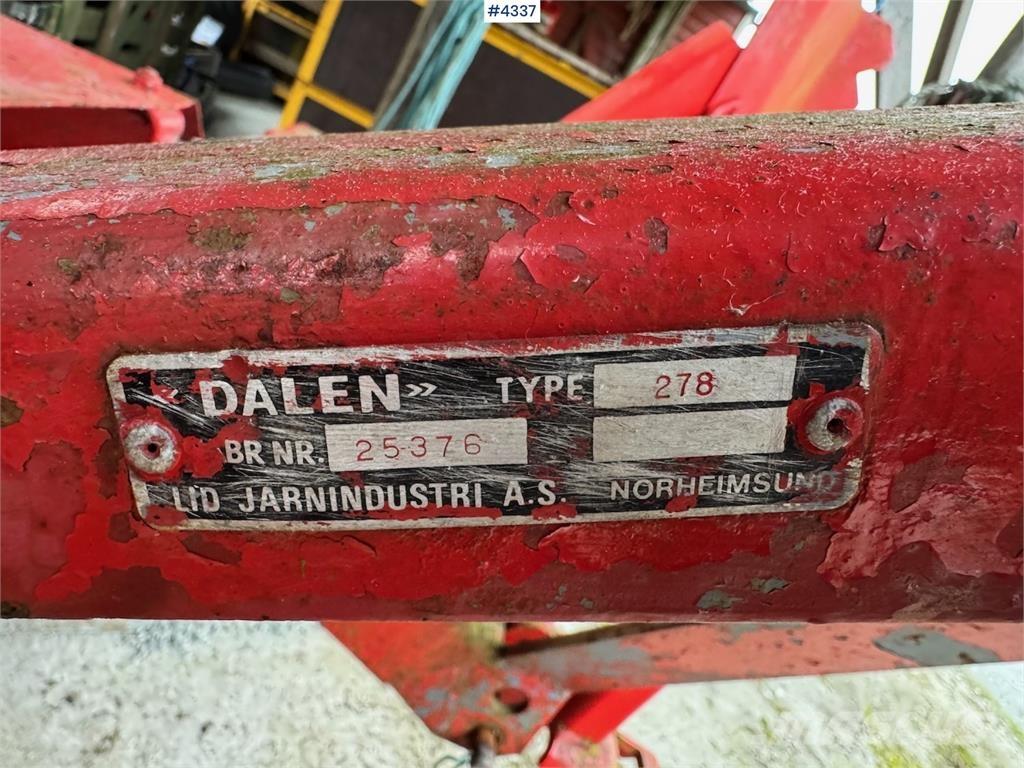 #4337
«DALEN» TYPE 278
BR NR. 25376
LID JARNINDUSTRI A.S. NORHEIMSUND